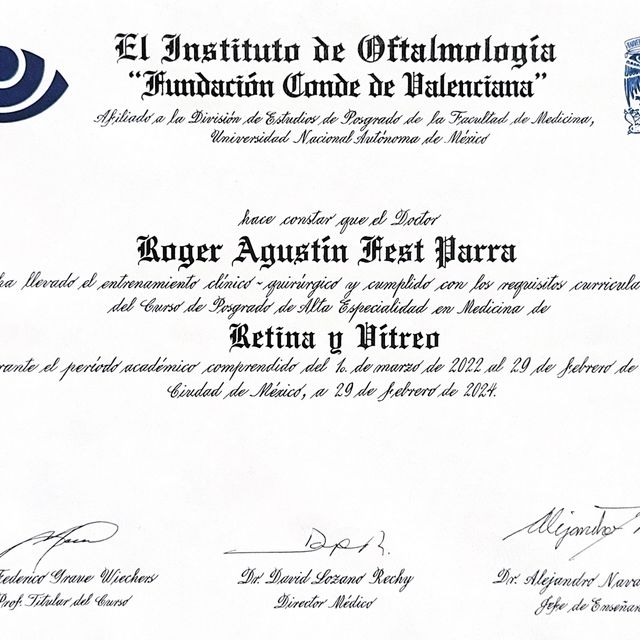 El Instituto de Oftalmología
"Fundación Conde de Valenciana"
Afiliado a la División de Estudios de Posgrado de la Facultad de Medicina,
Universidad Nacional Autónoma de México
hace constar que el Doctor
Roger Agustín Fest Parra
ha llevado el entrenamiento clínico-quirúrgico y cumplido con los requisitos curricula
del Curso de Posgrado de Alta Especialidad en Medicina de
Retina y Vítreo
rante el período académico comprendido del 1o. de marzo de 2022 al 29 de febrero de
Ciudad de México, a 29 de febrero de 2024.
Federico Graue Wiechers Dr. David Lozano Rechy Dr. Alejandro Nava
Prof. Titular del Curso Director Médico Jefe de Enseñan